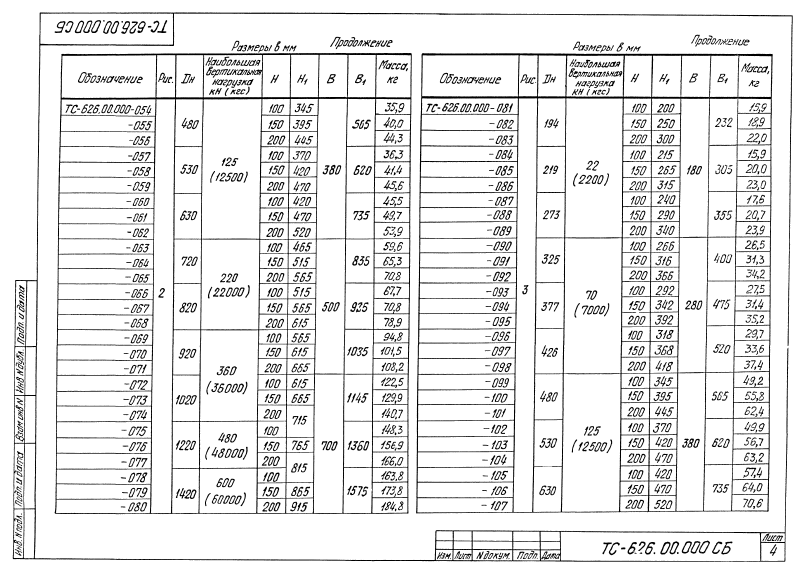 ТС-626.00.000 СБ
Размеры в мм Продолжение
Обозначение Рис. Dн Наибольшая вертикальная нагрузка кН (кгс) H H1 B B1 Масса, кг
ТС-626.00.000-054 2 480 125 (12500) 100 345 380 565 35,9
-055 150 395 40,0
-056 200 445 44,3
-057 530 100 370 620 36,3
-058 150 420 41,4
-059 200 470 45,6
-060 630 100 420 735 45,5
-061 150 470 49,7
-062 200 520 53,9
-063 720 220 (22000) 100 465 500 835 59,6
-064 150 515 65,3
-065 200 565 70,8
-066 820 100 515 925 67,7
-067 150 565 70,8
-068 200 615 78,9
-069 920 360 (36000) 100 565 700 1035 94,8
-070 150 615 101,5
-071 200 665 108,2
-072 1020 100 615 1145 122,5
-073 150 665 129,9
-074 200 715 140,7
-075 1220 480 (48000) 100 1360 148,3
-076 150 765 156,9
-077 200 815 166,0
-078 1420 600 (60000) 100 1575 163,8
-079 150 865 173,8
-080 200 915 184,8
Размеры в мм Продолжение
Обозначение Рис. Dн Наибольшая вертикальная нагрузка кН (кгс) H H1 B B1 Масса, кг
ТС-626.00.000-081 3 194 22 (2200) 100 200 180 232 15,9
-082 150 250 18,9
-083 200 300 22,0
-084 219 100 215 305 15,9
-085 150 265 20,0
-086 200 315 23,0
-087 273 100 240 355 17,6
-088 150 290 20,7
-089 200 340 23,9
-090 325 70 (7000) 100 266 280 400 26,5
-091 150 316 31,3
-092 200 366 34,2
-093 377 100 292 475 27,5
-094 150 342 31,4
-095 200 392 35,2
-096 426 100 318 520 29,7
-097 150 368 33,6
-098 200 418 37,4
-099 480 125 (12500) 100 345 380 565 49,2
-100 150 395 55,8
-101 200 445 62,4
-102 530 100 370 620 49,9
-103 150 420 56,7
-104 200 470 63,2
-105 630 100 420 735 57,4
-106 150 470 64,0
-107 200 520 70,6
Инв. № подл. Подп. и дата Взам инв N Инв N дубл. Подп. и дата
Изм. Лист N докум. Подп. Дата
ТС-626.00.000 СБ
Лист
4